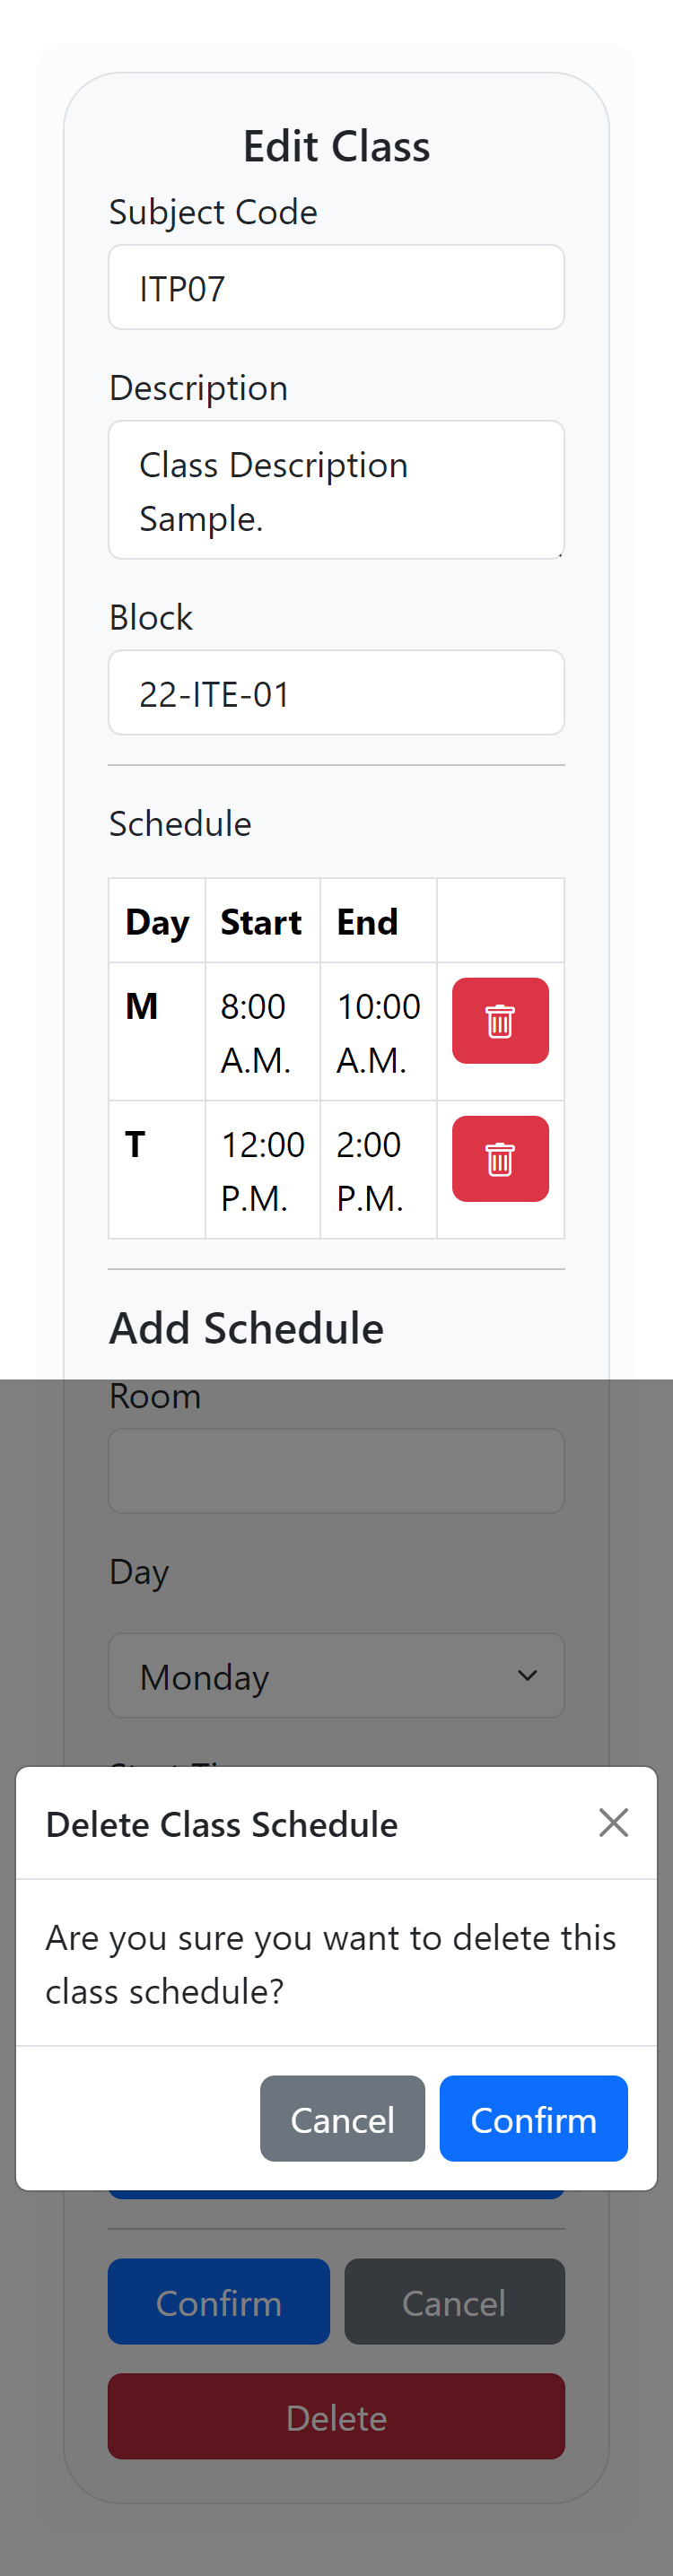 Edit Class
Subject Code
ITP07
Description
Class Description
Sample.
Block
22-ITE-01
Schedule
Day Start End
M 8:00 A.M. 10:00 A.M.
T 12:00 P.M. 2:00 P.M.
Add Schedule
Room
Day
Monday
Delete Class Schedule
Are you sure you want to delete this
class schedule?
Cancel Confirm
Confirm Cancel
Delete